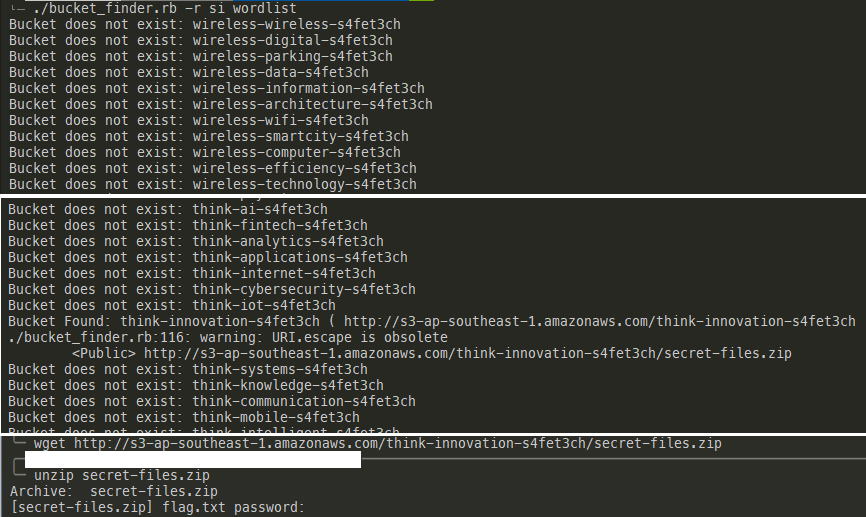 ./bucket_finder.rb -r si wordlist
Bucket does not exist: wireless-wireless-s4fet3ch
Bucket does not exist: wireless-digital-s4fet3ch
Bucket does not exist: wireless-parking-s4fet3ch
Bucket does not exist: wireless-data-s4fet3ch
Bucket does not exist: wireless-information-s4fet3ch
Bucket does not exist: wireless-architecture-s4fet3ch
Bucket does not exist: wireless-wifi-s4fet3ch
Bucket does not exist: wireless-smartcity-s4fet3ch
Bucket does not exist: wireless-computer-s4fet3ch
Bucket does not exist: wireless-efficiency-s4fet3ch
Bucket does not exist: wireless-technology-s4fet3ch
Bucket does not exist: think-ai-s4fet3ch
Bucket does not exist: think-fintech-s4fet3ch
Bucket does not exist: think-analytics-s4fet3ch
Bucket does not exist: think-applications-s4fet3ch
Bucket does not exist: think-internet-s4fet3ch
Bucket does not exist: think-cybersecurity-s4fet3ch
Bucket does not exist: think-iot-s4fet3ch
Bucket Found: think-innovation-s4fet3ch ( http://s3-ap-southeast-1.amazonaws.com/think-innovation-s4fet3ch
./bucket_finder.rb:116: warning: URI.escape is obsolete
<Public> http://s3-ap-southeast-1.amazonaws.com/think-innovation-s4fet3ch/secret-files.zip
Bucket does not exist: think-systems-s4fet3ch
Bucket does not exist: think-knowledge-s4fet3ch
Bucket does not exist: think-communication-s4fet3ch
Bucket does not exist: think-mobile-s4fet3ch
Bucket does not exist: think-intelligent-s4fet3ch
wget http://s3-ap-southeast-1.amazonaws.com/think-innovation-s4fet3ch/secret-files.zip
unzip secret-files.zip
Archive: secret-files.zip
[secret-files.zip] flag.txt password: